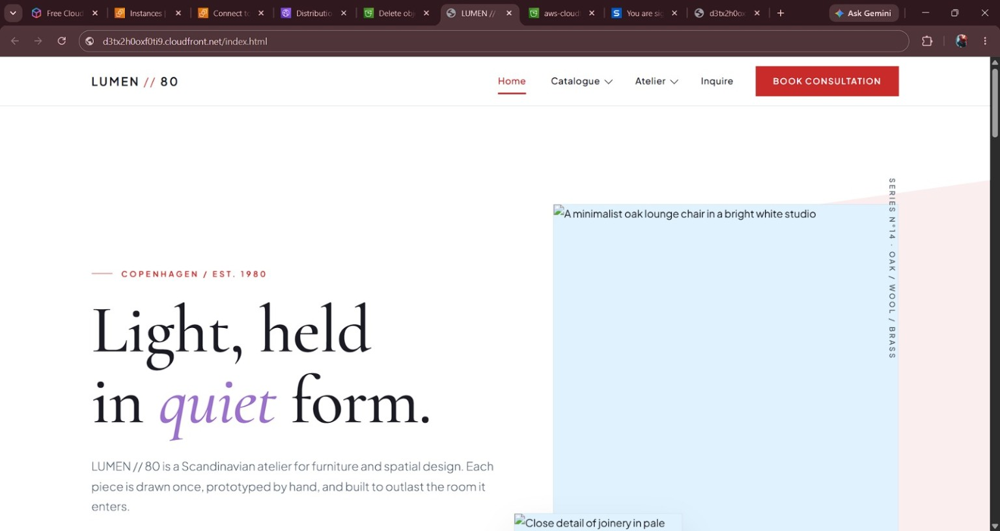 Free Cloud
Instances |
Connect to
Distributio
Delete obj
LUMEN //
aws-cloud
You are sig
d3tx2h0ox
Ask Gemini
d3tx2h0oxf0ti9.cloudfront.net/index.html
LUMEN // 80
Home
Catalogue
Atelier
Inquire
BOOK CONSULTATION
SERIES N°14 · OAK / WOOL / BRASS
A minimalist oak lounge chair in a bright white studio
COPENHAGEN / EST. 1980
Light, held
in quiet form.
LUMEN // 80 is a Scandinavian atelier for furniture and spatial design. Each
piece is drawn once, prototyped by hand, and built to outlast the room it
enters.
Close detail of joinery in pale